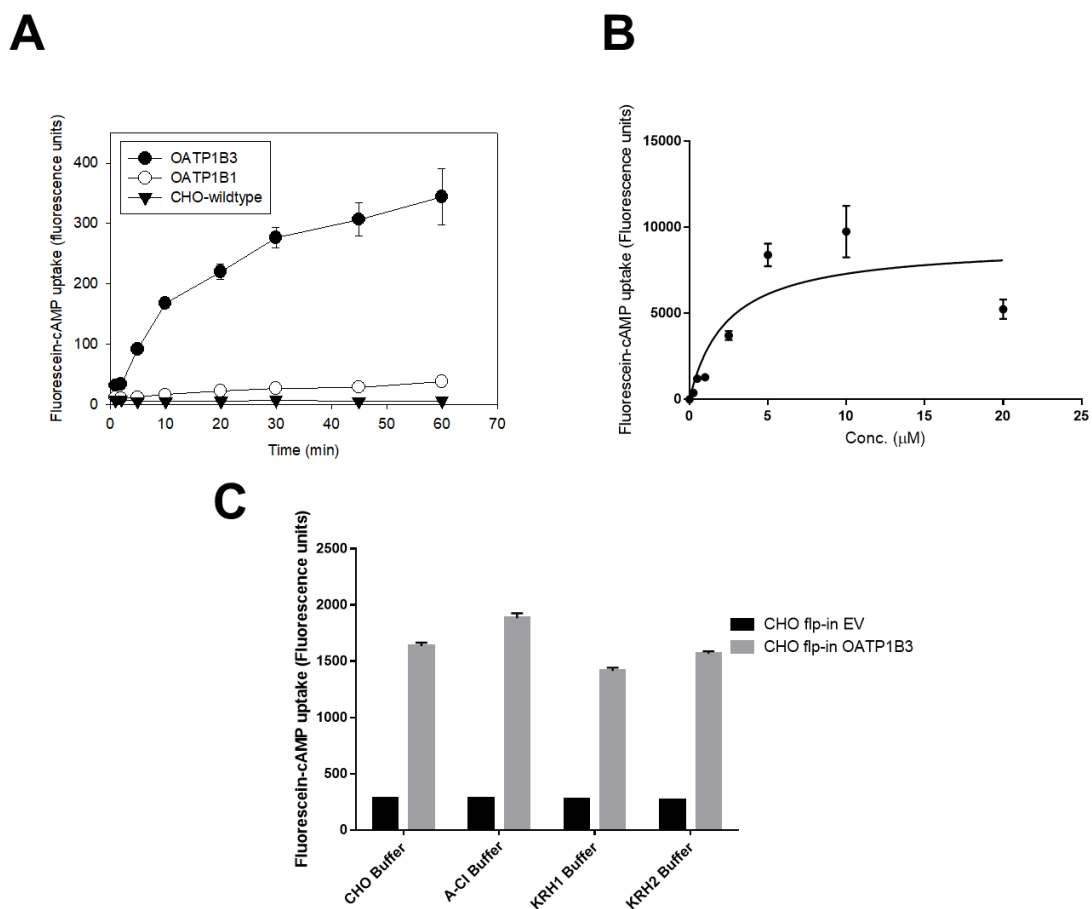 A
Fluorescein-cAMP uptake (fluorescence units)
400
300
200
100
0
OATP1B3
OATP1B1
CHO-wildtype
0 10 20 30 40 50 60 70
Time (min)
B
Fluorescein-cAMP uptake (Fluorescence units)
15000
10000
5000
0
0 5 10 15 20 25
Conc. (μM)
C
Fluorescein-cAMP uptake (Fluorescence units)
2500
2000
1500
1000
500
0
CHO Buffer
A-Cl Buffer
KRH1 Buffer
KRH2 Buffer
CHO flp-in EV
CHO flp-in OATP1B3